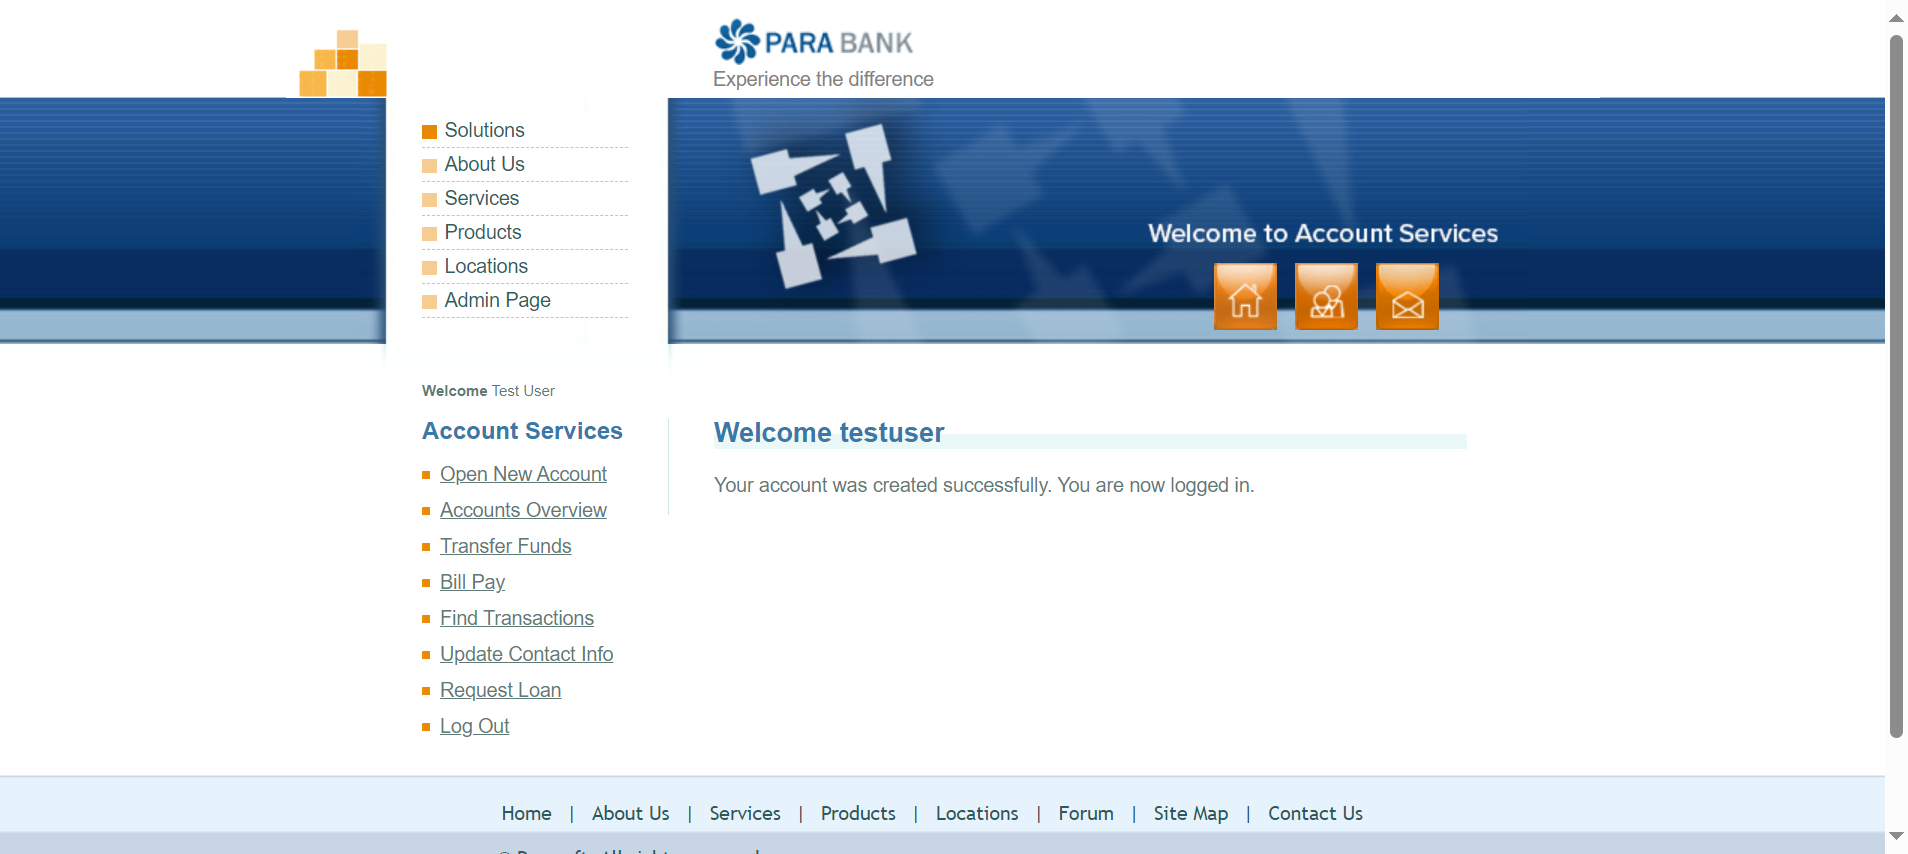 PARA BANK
Experience the difference
Solutions
About Us
Services
Products
Locations
Admin Page
Welcome to Account Services
Welcome Test User
Account Services
Open New Account
Accounts Overview
Transfer Funds
Bill Pay
Find Transactions
Update Contact Info
Request Loan
Log Out
Welcome testuser
Your account was created successfully. You are now logged in.
Home | About Us | Services | Products | Locations | Forum | Site Map | Contact Us